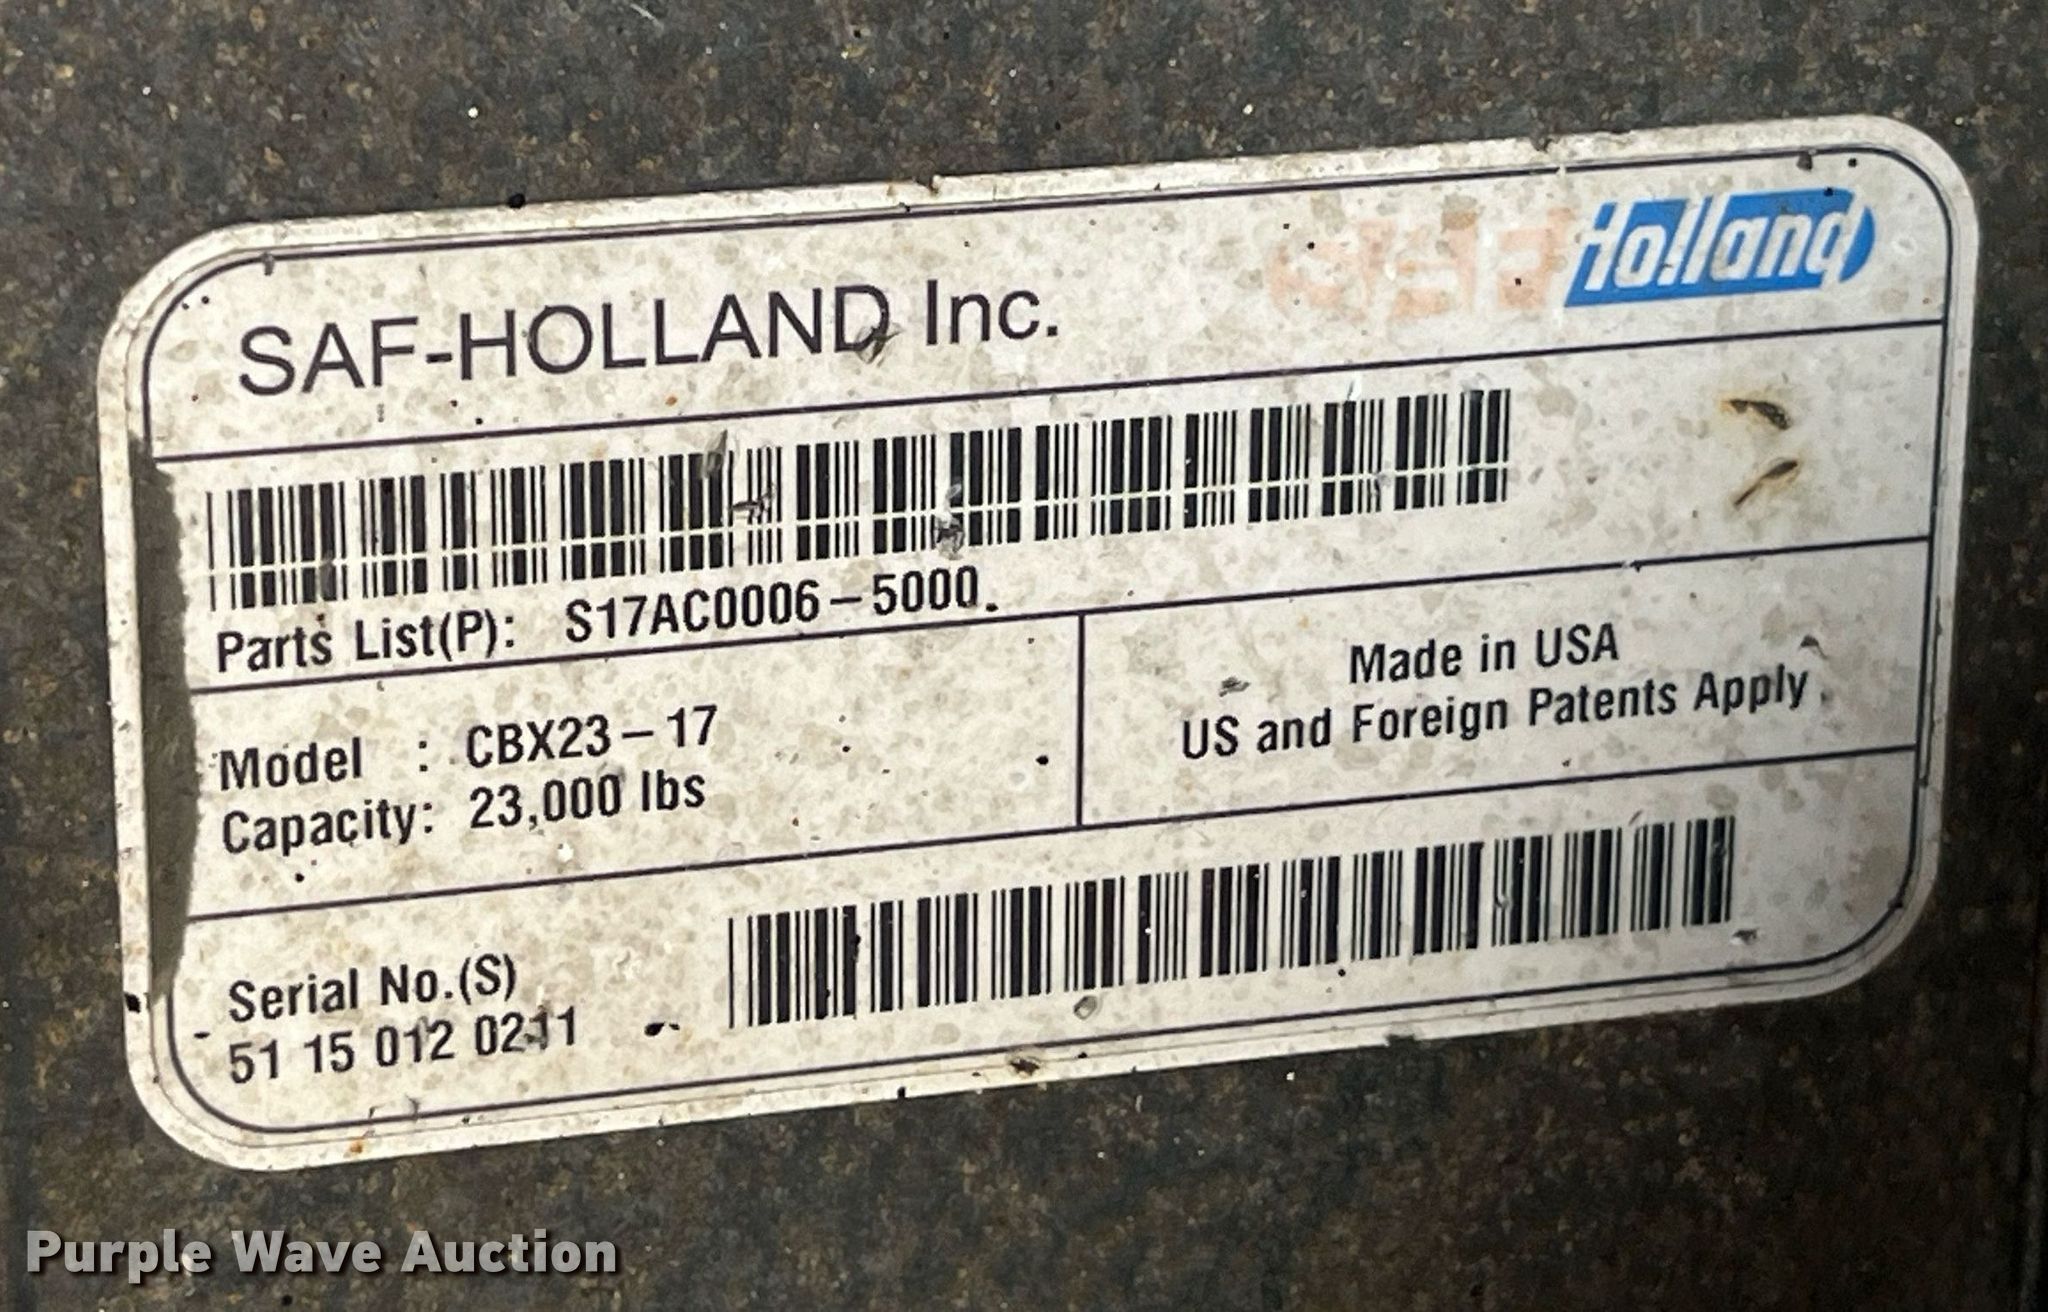 SAF-HOLLAND Inc.
SAF Holland
Parts List(P): S17AC0006-5000
Model : CBX23-17
Capacity: 23,000 lbs
Made in USA
US and Foreign Patents Apply
Serial No.(S)
51 15 012 0211
Purple Wave Auction